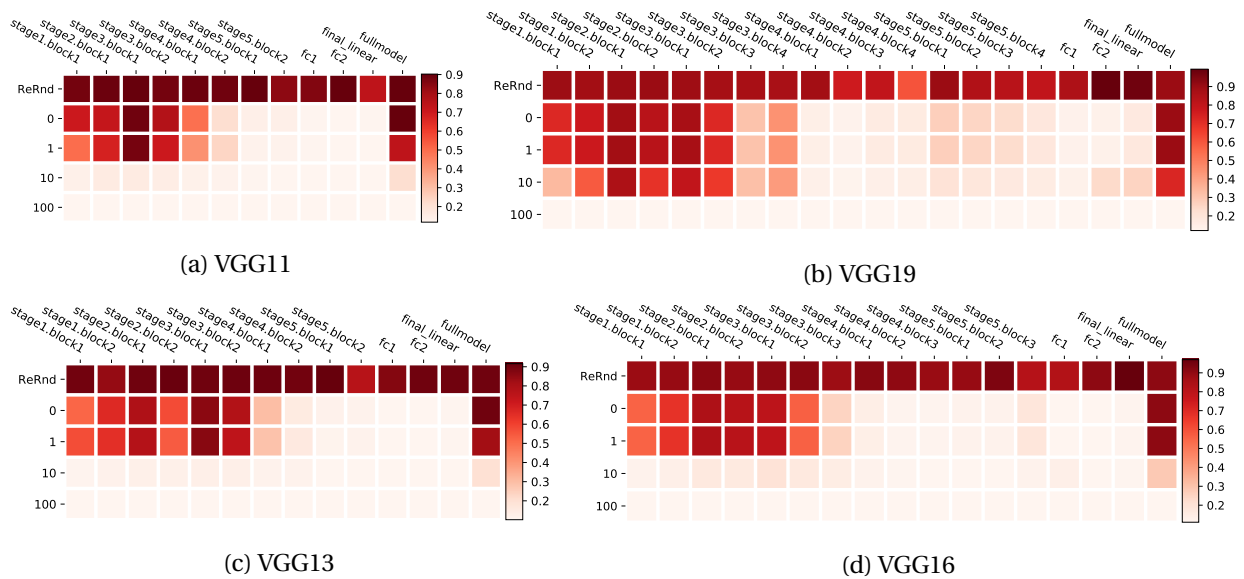 stage1.block1
stage2.block1
stage3.block1
stage3.block2
stage4.block1
stage4.block2
stage5.block1
stage5.block2
fc1
fc2
final_linear
fullmodel
ReRnd
0
1
10
100
0.9
0.8
0.7
0.6
0.5
0.4
0.3
0.2
(a) VGG11
stage1.block1
stage1.block2
stage2.block1
stage2.block2
stage3.block1
stage3.block2
stage3.block3
stage3.block4
stage4.block1
stage4.block2
stage4.block3
stage4.block4
stage5.block1
stage5.block2
stage5.block3
stage5.block4
fc1
fc2
final_linear
fullmodel
ReRnd
0
1
10
100
0.9
0.8
0.7
0.6
0.5
0.4
0.3
0.2
(b) VGG19
stage1.block1
stage1.block2
stage2.block1
stage2.block2
stage3.block1
stage3.block2
stage4.block1
stage4.block2
stage5.block1
stage5.block2
fc1
fc2
final_linear
fullmodel
ReRnd
0
1
10
100
0.9
0.8
0.7
0.6
0.5
0.4
0.3
0.2
(c) VGG13
stage1.block1
stage1.block2
stage2.block1
stage2.block2
stage3.block1
stage3.block2
stage3.block3
stage4.block1
stage4.block2
stage4.block3
stage5.block1
stage5.block2
stage5.block3
fc1
fc2
final_linear
fullmodel
ReRnd
0
1
10
100
0.9
0.8
0.7
0.6
0.5
0.4
0.3
0.2
(d) VGG16